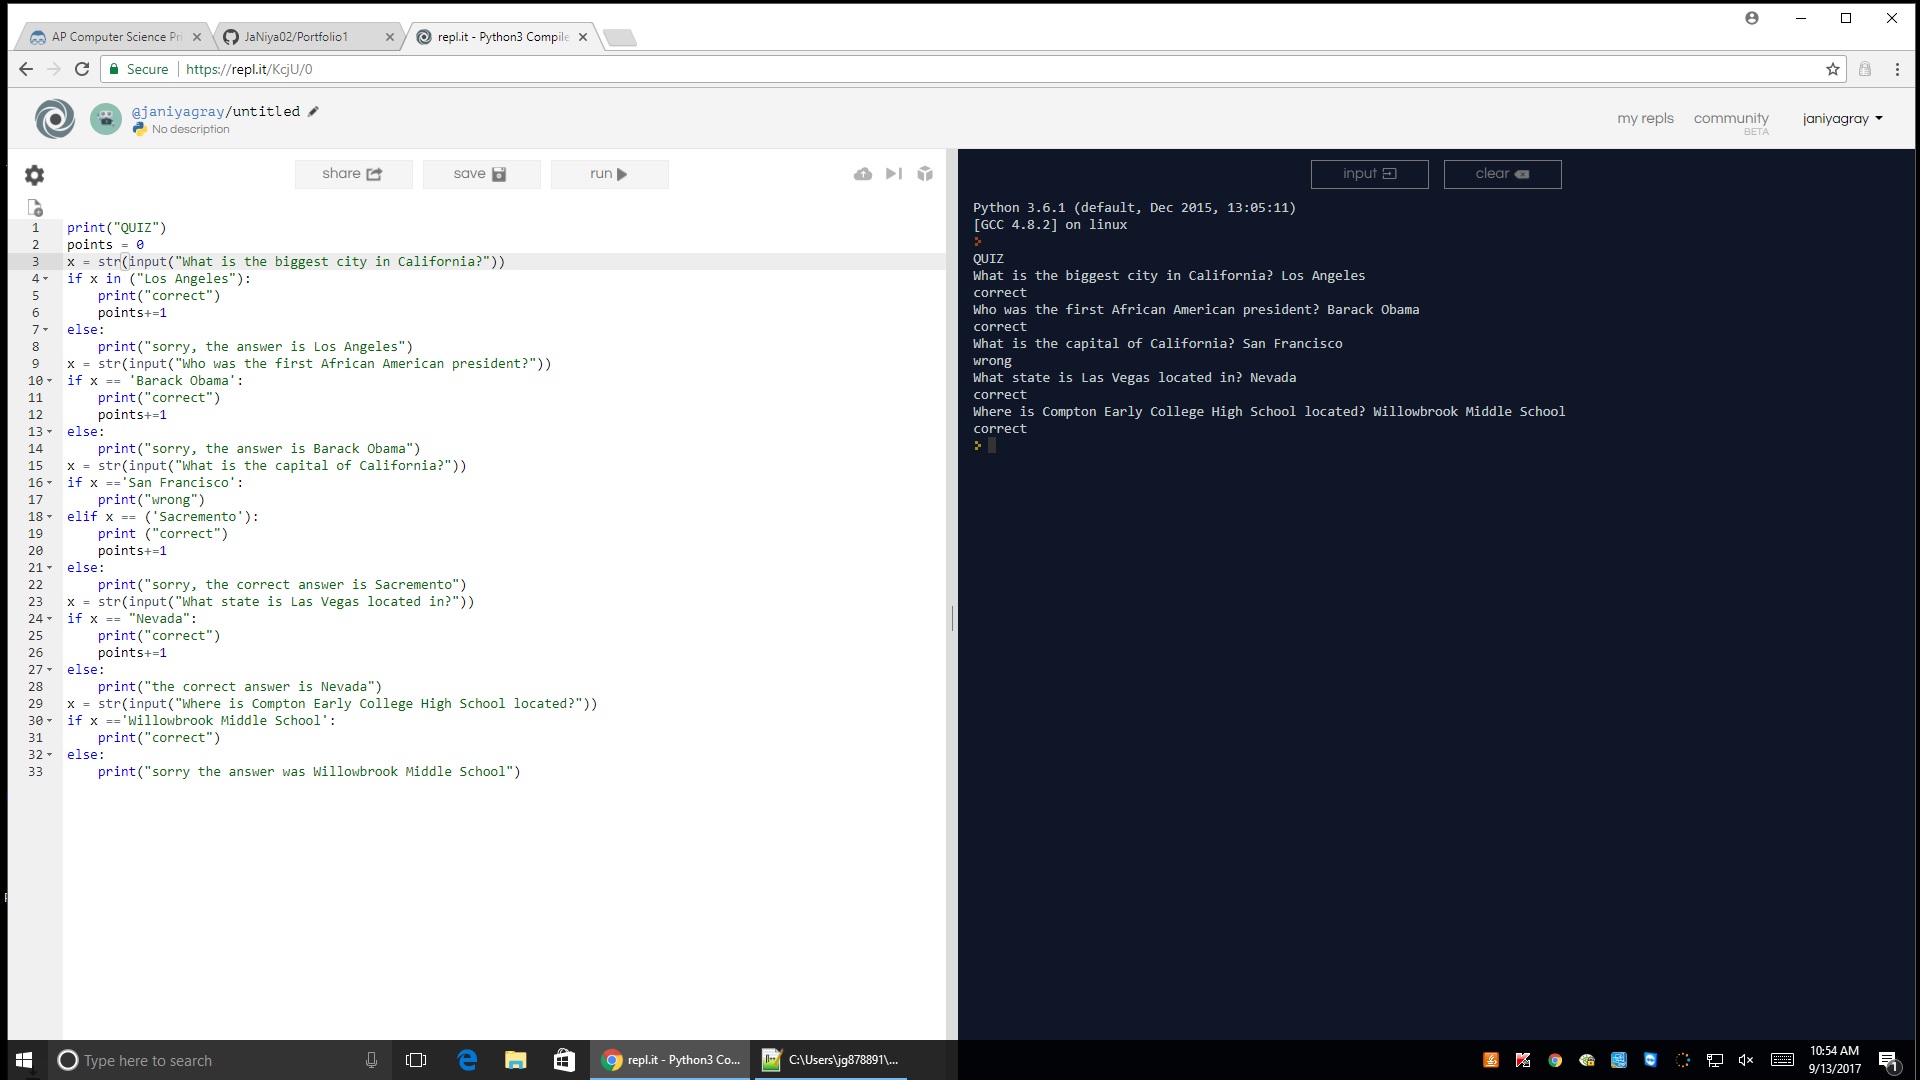 AP Computer Science Pri
JaNiya02/Portfolio1
repl.it - Python3 Compile
Secure
https://repl.it/KcjU/0
@janiyagray/untitled
No description
my repls
community
BETA
janiyagray
share
save
run
input
clear
1 print("QUIZ")
2 points = 0
3 x = str(input("What is the biggest city in California?"))
4 if x in ("Los Angeles"):
5 print("correct")
6 points+=1
7 else:
8 print("sorry, the answer is Los Angeles")
9 x = str(input("Who was the first African American president?"))
10 if x == 'Barack Obama':
11 print("correct")
12 points+=1
13 else:
14 print("sorry, the answer is Barack Obama")
15 x = str(input("What is the capital of California?"))
16 if x =='San Francisco':
17 print("wrong")
18 elif x == ('Sacremento'):
19 print ("correct")
20 points+=1
21 else:
22 print("sorry, the correct answer is Sacremento")
23 x = str(input("What state is Las Vegas located in?"))
24 if x == "Nevada":
25 print("correct")
26 points+=1
27 else:
28 print("the correct answer is Nevada")
29 x = str(input("Where is Compton Early College High School located?"))
30 if x =='Willowbrook Middle School':
31 print("correct")
32 else:
33 print("sorry the answer was Willowbrook Middle School")
Python 3.6.1 (default, Dec 2015, 13:05:11)
[GCC 4.8.2] on linux
QUIZ
What is the biggest city in California? Los Angeles
correct
Who was the first African American president? Barack Obama
correct
What is the capital of California? San Francisco
wrong
What state is Las Vegas located in? Nevada
correct
Where is Compton Early College High School located? Willowbrook Middle School
correct
Type here to search
repl.it - Python3 Co...
C:\Users\jg878891\...
10:54 AM
9/13/2017
1